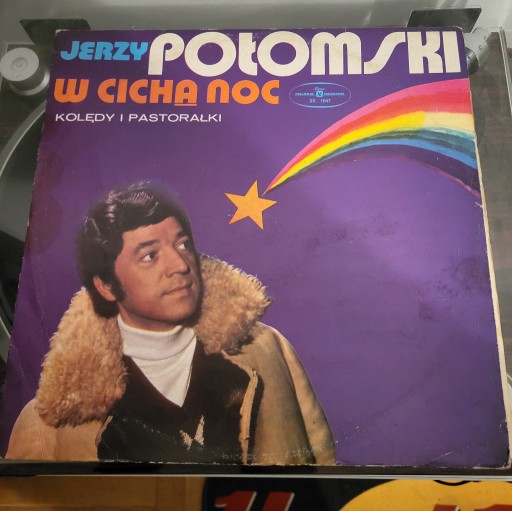 JERZY POŁOMSKI
W CICHĄ NOC
KOLĘDY I PASTORAŁKI